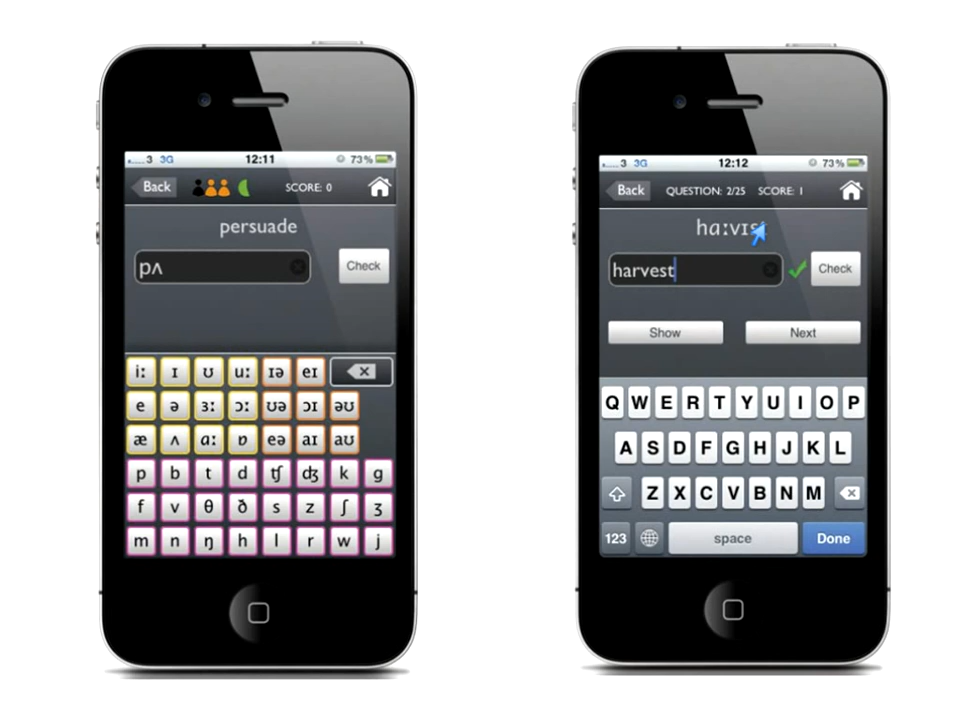 3 3G 12:11 73%
Back SCORE: 0
persuade
pʌ Check
iː ɪ ʊ uː ɪə eɪ
e ə ɜː ɔː ʊə ɔɪ əʊ
æ ʌ ɑː ɒ eə aɪ aʊ
p b t d tʃ dʒ k g
f v θ ð s z ʃ ʒ
m n ŋ h l r w j
3 3G 12:12 73%
Back QUESTION: 2/25 SCORE: 1
hɑːvɪst
harvest Check
Show Next
Q W E R T Y U I O P
A S D F G H J K L
Z X C V B N M
123 space Done